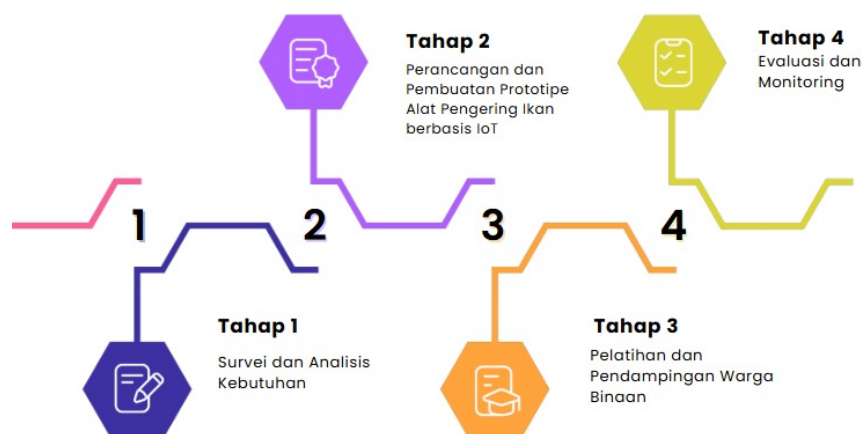 1
Tahap 1
Survei dan Analisis
Kebutuhan
2
Tahap 2
Perancangan dan
Pembuatan Prototipe
Alat Pengering Ikan
berbasis IoT
3
Tahap 3
Pelatihan dan
Pendampingan Warga
Binaan
4
Tahap 4
Evaluasi dan
Monitoring